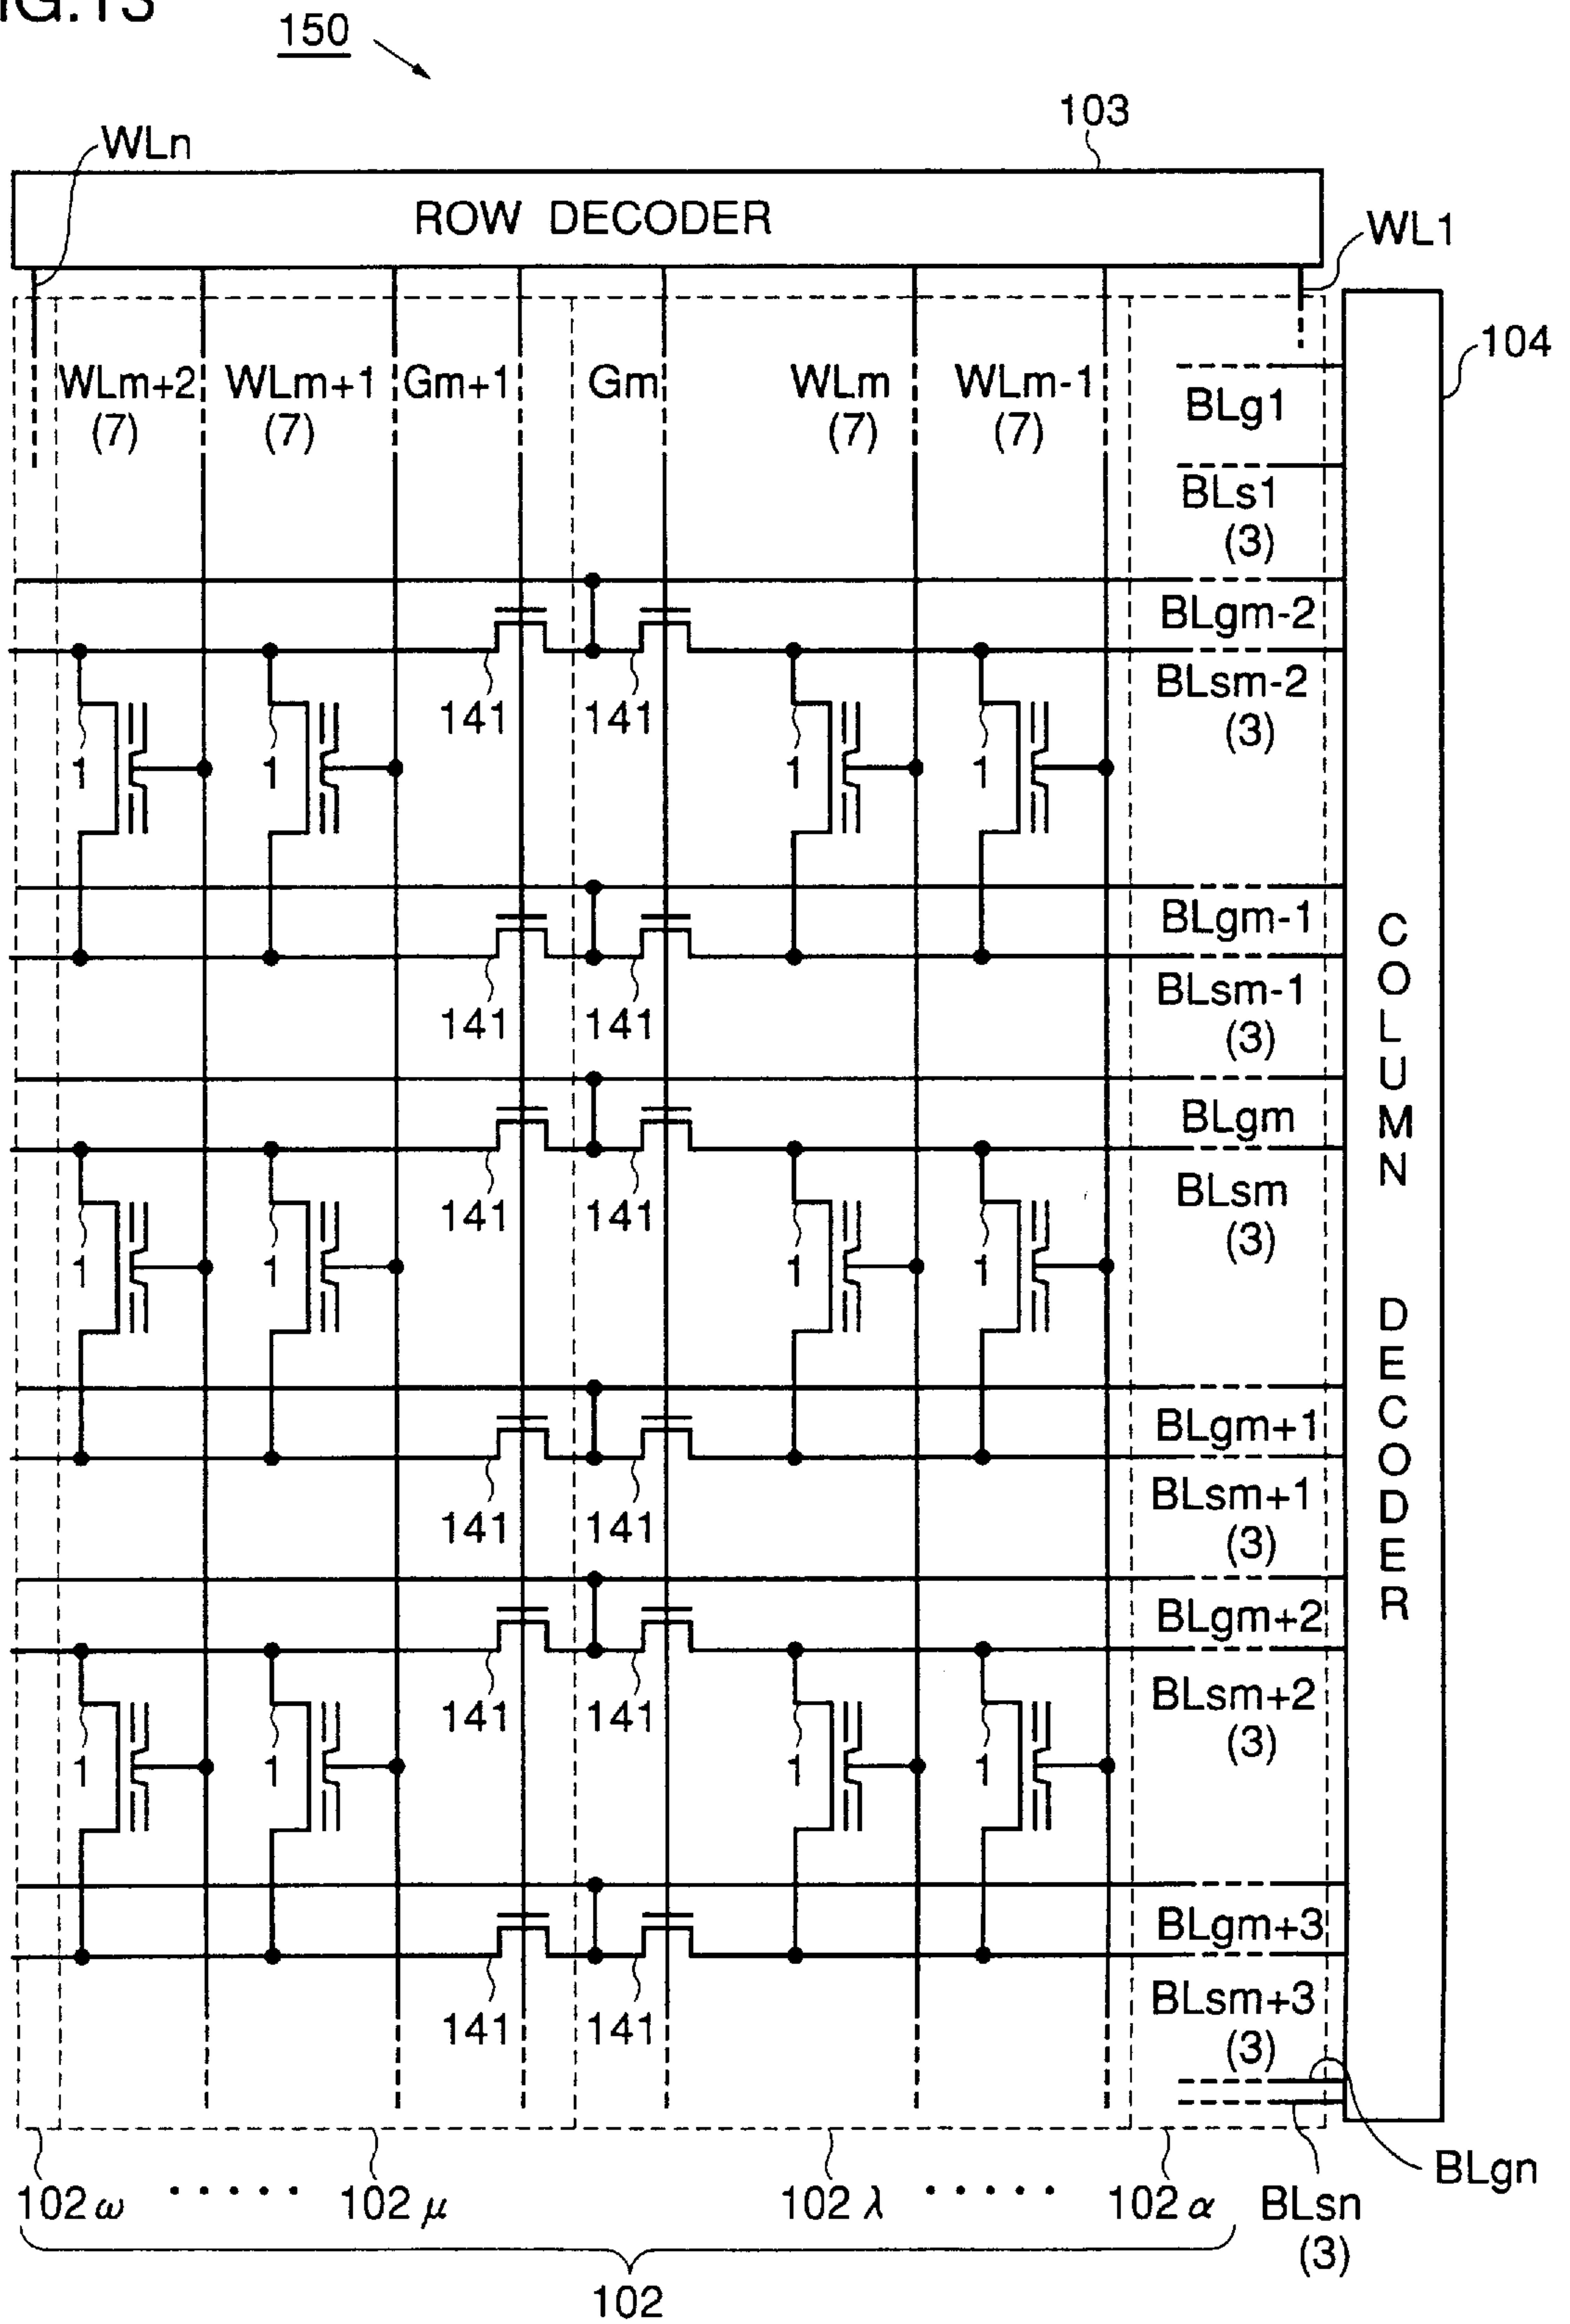 FIG.13
150
103
WLn
ROW DECODER
WL1
104
WLm+2 WLm+1 Gm+1 Gm WLm WLm-1
(7) (7) (7) (7)
BLg1
BLs1
(3)
BLgm-2
141 141
BLsm-2
(3)
1 1 1 1
BLgm-1
141 141
BLsm-1
(3)
BLgm
141 141
BLsm
(3)
1 1 1 1
BLgm+1
141 141
BLsm+1
(3)
BLgm+2
141 141
BLsm+2
(3)
1 1 1 1
BLgm+3
141 141
BLsm+3
(3)
COLUMN DECODER
BLgn
102ω ..... 102μ 102λ ...... 102α BLsn
(3)
102